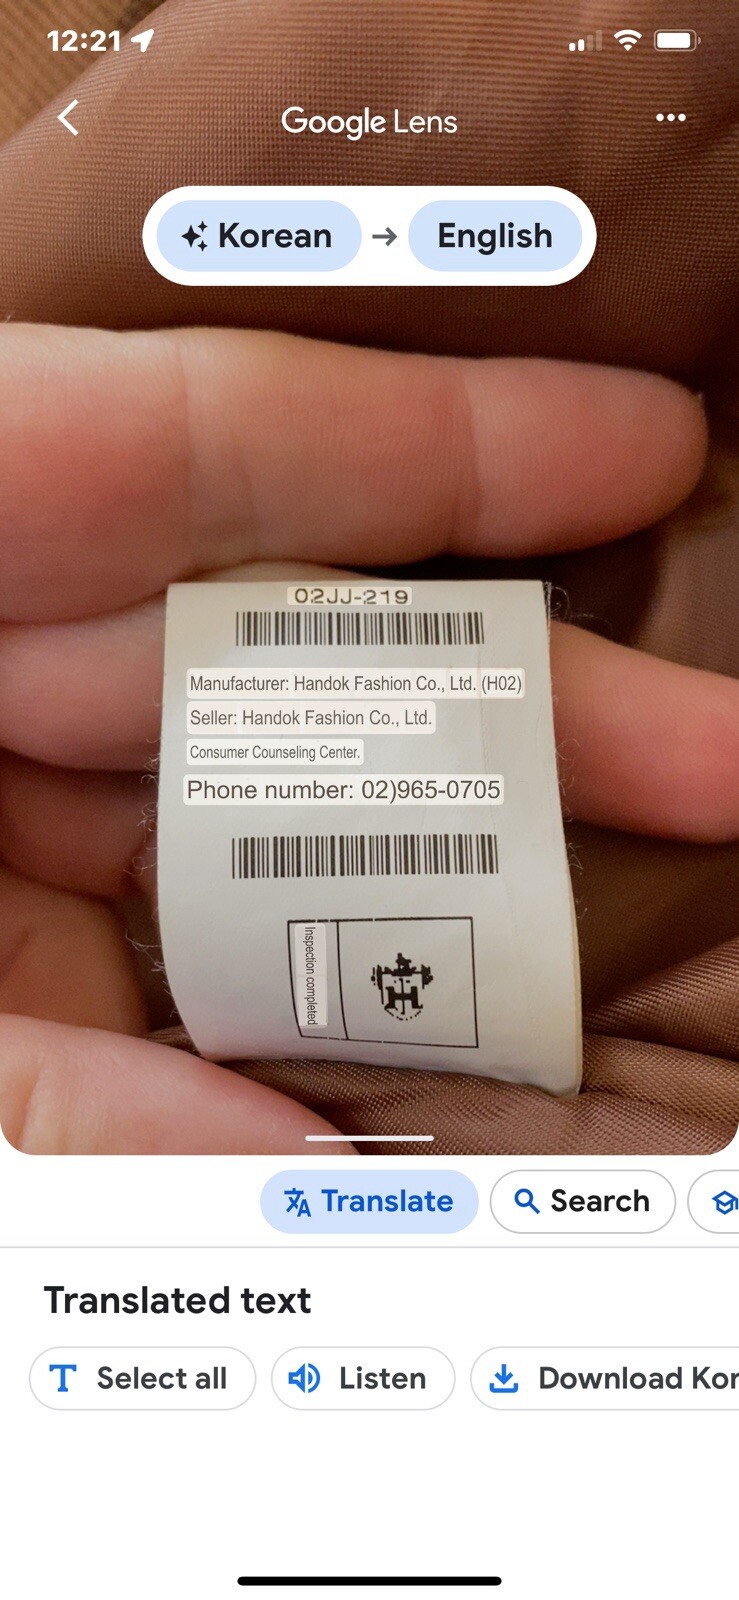 12:21
Google Lens
Korean → English
02JJ-219
Manufacturer: Handok Fashion Co., Ltd. (H02)
Seller: Handok Fashion Co., Ltd.
Consumer Counseling Center.
Phone number: 02)965-0705
Inspection completed
H
Translate
Search
Translated text
Select all
Listen
Download Kor